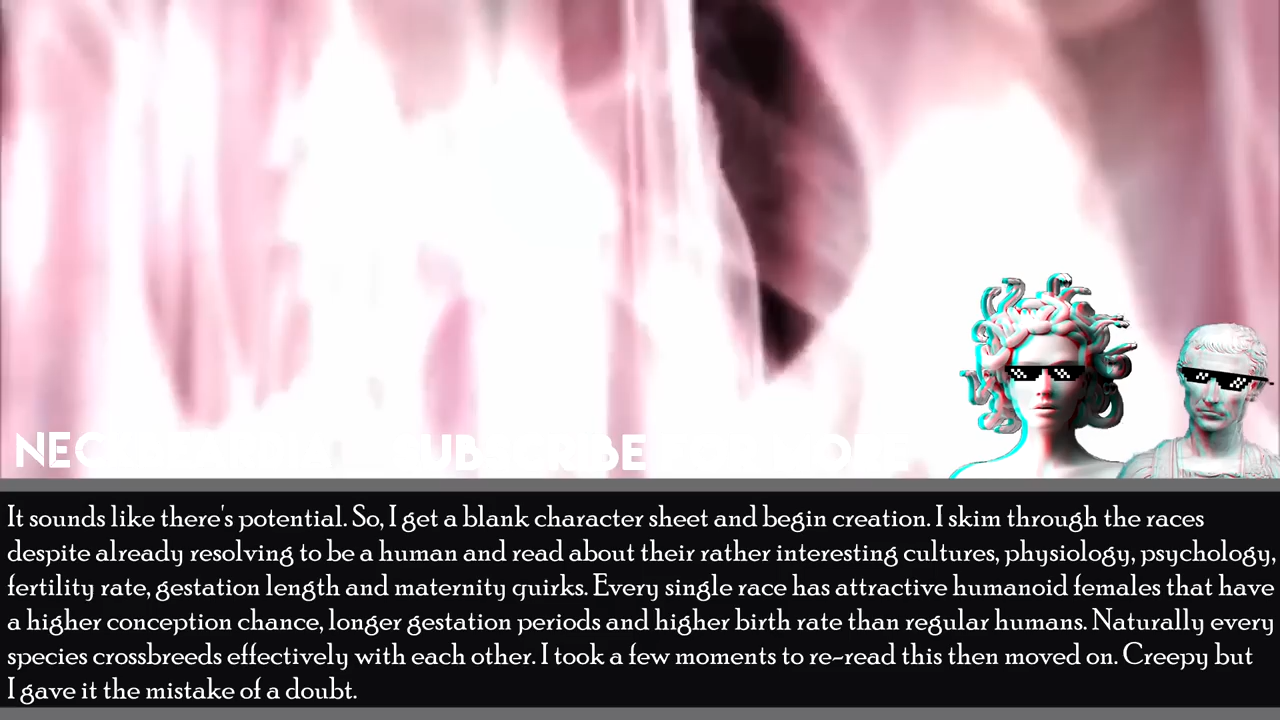 SUBSCRIBE
It sounds like there's potential. So, I get a blank character sheet and begin creation. I skim through the races
despite already resolving to be a human and read about their rather interesting cultures, physiology, psychology,
fertility rate, gestation length and maternity quirks. Every single race has attractive humanoid females that have
a higher conception chance, longer gestation periods and higher birth rate than regular humans. Naturally every
species crossbreeds effectively with each other. I took a few moments to re-read this then moved on. Creepy but
I gave it the mistake of a doubt.